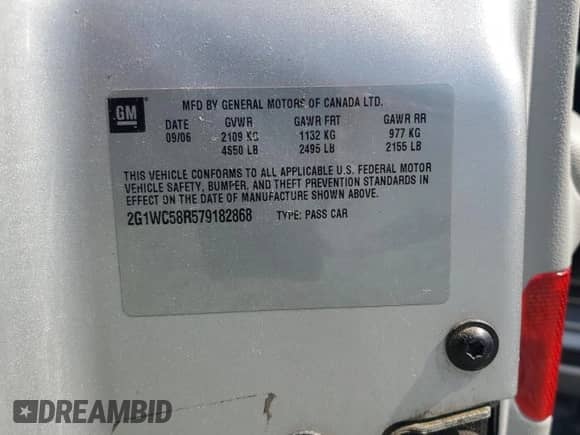 GM
MFD BY GENERAL MOTORS OF CANADA LTD.
DATE GVWR GAWR FRT GAWR RR
09/06 2109 KG 1132 KG 977 KG
4650 LB 2495 LB 2155 LB
THIS VEHICLE CONFORMS TO ALL APPLICABLE U.S. FEDERAL MOTOR
VEHICLE SAFETY, BUMPER, AND THEFT PREVENTION STANDARDS IN
EFFECT ON THE DATE OF MANUFACTURE SHOWN ABOVE.
2G1WC58R579182868 TYPE: PASS CAR
DREAMBID